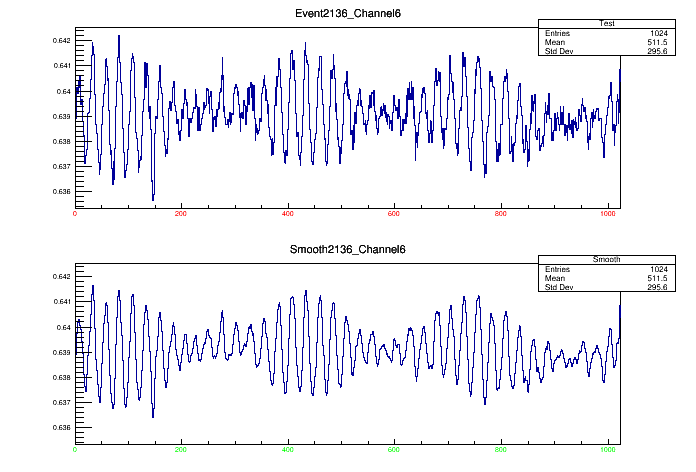 Event2136_Channel6
Test
Entries 1024
Mean 511.5
Std Dev 295.6
0.642
0.641
0.64
0.639
0.638
0.637
0.636
0 200 400 600 800 1000
Smooth2136_Channel6
Smooth
Entries 1024
Mean 511.5
Std Dev 295.6
0.642
0.641
0.64
0.639
0.638
0.637
0.636
0 200 400 600 800 1000